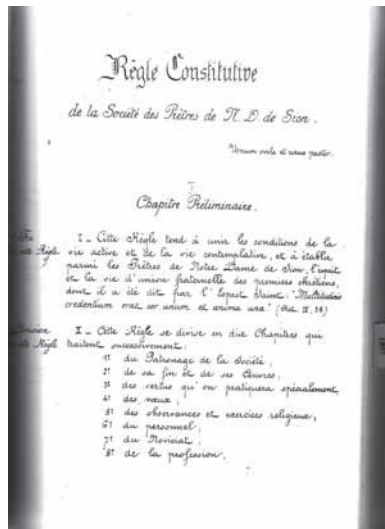 Règle Constitutive
de la Société des Prêtres de N. D. de Sion.
Unum ovile et unus pastor.
I
Chapitre Préliminaire.
I - Cette Règle tend à unir les conditions de la
Règle vie active et de la vie contemplative, et à établir
parmi les Prêtres de Notre Dame de Sion, l'esprit
et la vie d'union fraternelle des premiers chrétiens,
dont il a été dit par l'Esprit Saint: "Multitudinis
credentium erat cor unum et anima una"
II - Cette Règle se divise en dix Chapitres qui
Règle traitent successivement:
1° du Patronage de la Société;
2° de sa fin et de ses Œuvres;
3° des vertus qu'on pratiquera spécialement
4° des vœux;
5° des observances et exercices religieux;
6° du personnel;
7° du Noviciat;
8° de la profession;